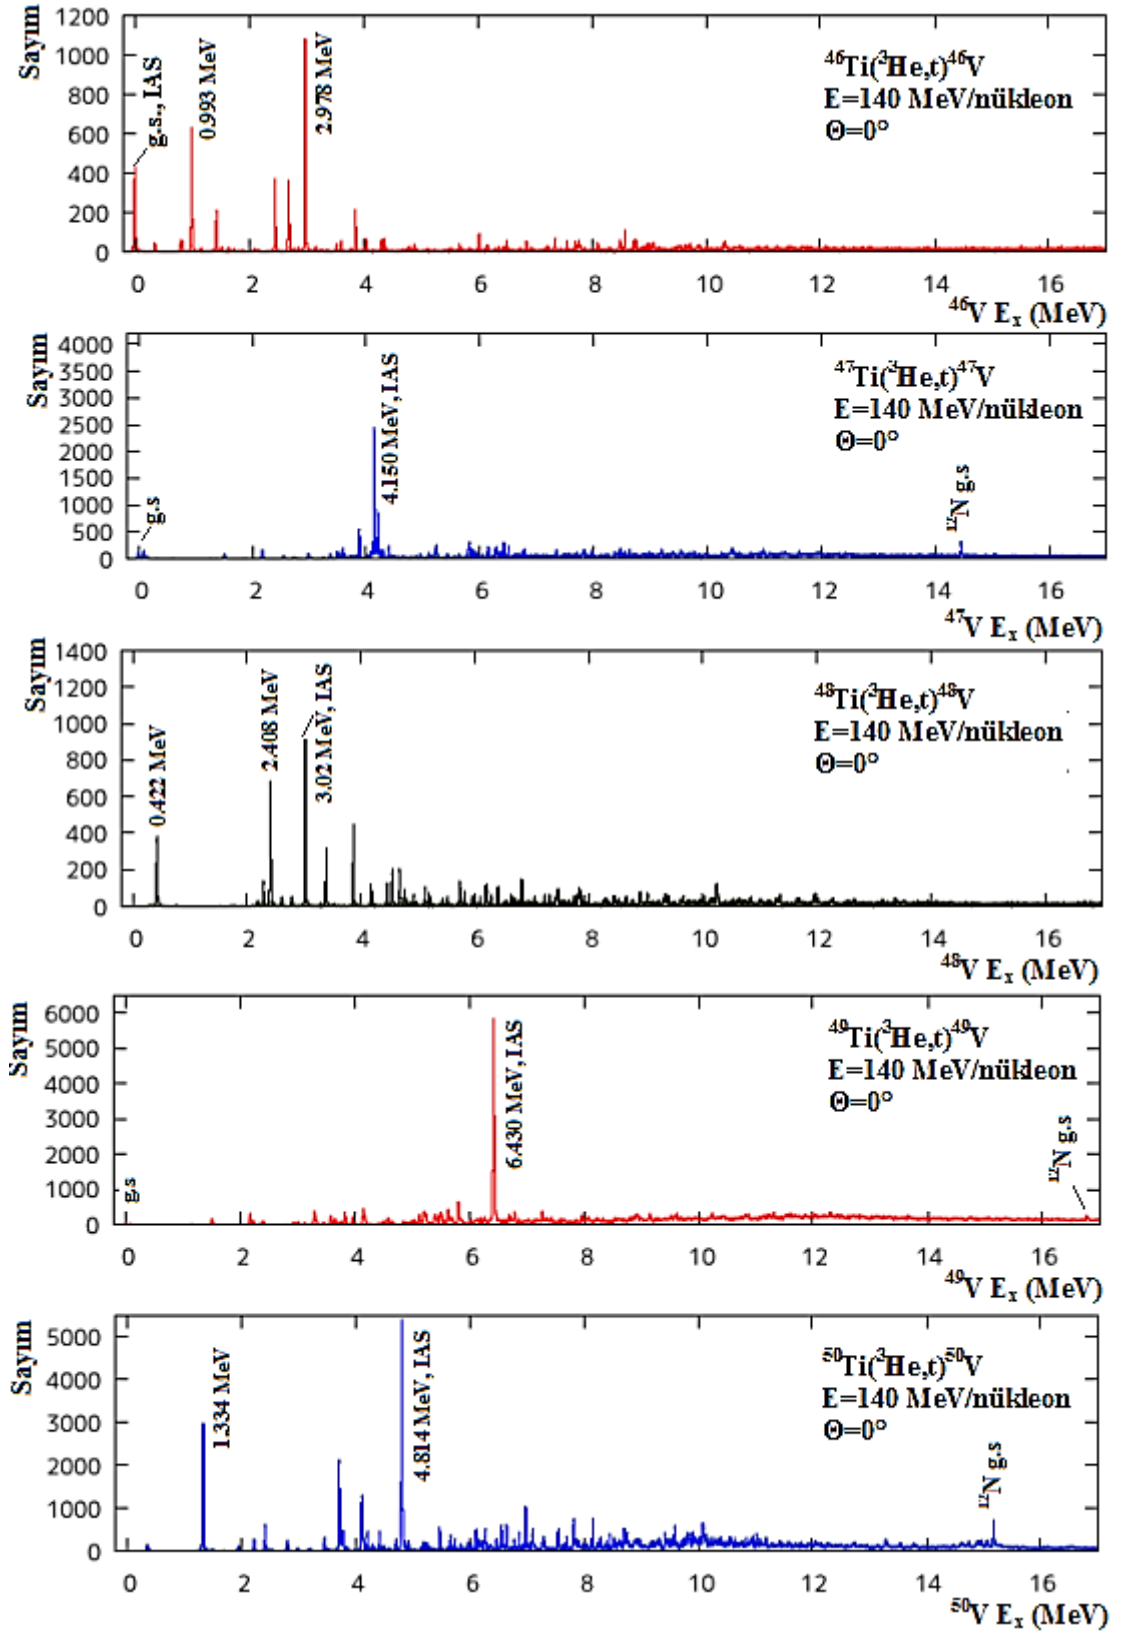 Sayım
1200
1000
800
600
400
200
0
g.s., IAS
0.993 MeV
2.978 MeV
⁴⁶Ti(³He,t)⁴⁶V
E=140 MeV/nükleon
Θ=0°
0 2 4 6 8 10 12 14 16
⁴⁶V Eₓ (MeV)
Sayım
4000
3500
3000
2500
2000
1500
1000
500
0
g.s
4.150 MeV, IAS
⁴⁷Ti(³He,t)⁴⁷V
E=140 MeV/nükleon
Θ=0°
¹²N g.s
0 2 4 6 8 10 12 14 16
⁴⁷V Eₓ (MeV)
Sayım
1400
1200
1000
800
600
400
200
0
0.422 MeV
2.408 MeV
3.02 MeV, IAS
⁴⁸Ti(³He,t)⁴⁸V
E=140 MeV/nükleon
Θ=0°
0 2 4 6 8 10 12 14 16
⁴⁸V Eₓ (MeV)
Sayım
6000
5000
4000
3000
2000
1000
0
g.s
6.430 MeV, IAS
⁴⁹Ti(³He,t)⁴⁹V
E=140 MeV/nükleon
Θ=0°
¹²N g.s
0 2 4 6 8 10 12 14 16
⁴⁹V Eₓ (MeV)
Sayım
5000
4000
3000
2000
1000
0
1.334 MeV
4.814 MeV, IAS
⁵⁰Ti(³He,t)⁵⁰V
E=140 MeV/nükleon
Θ=0°
¹²N g.s
0 2 4 6 8 10 12 14 16
⁵⁰V Eₓ (MeV)